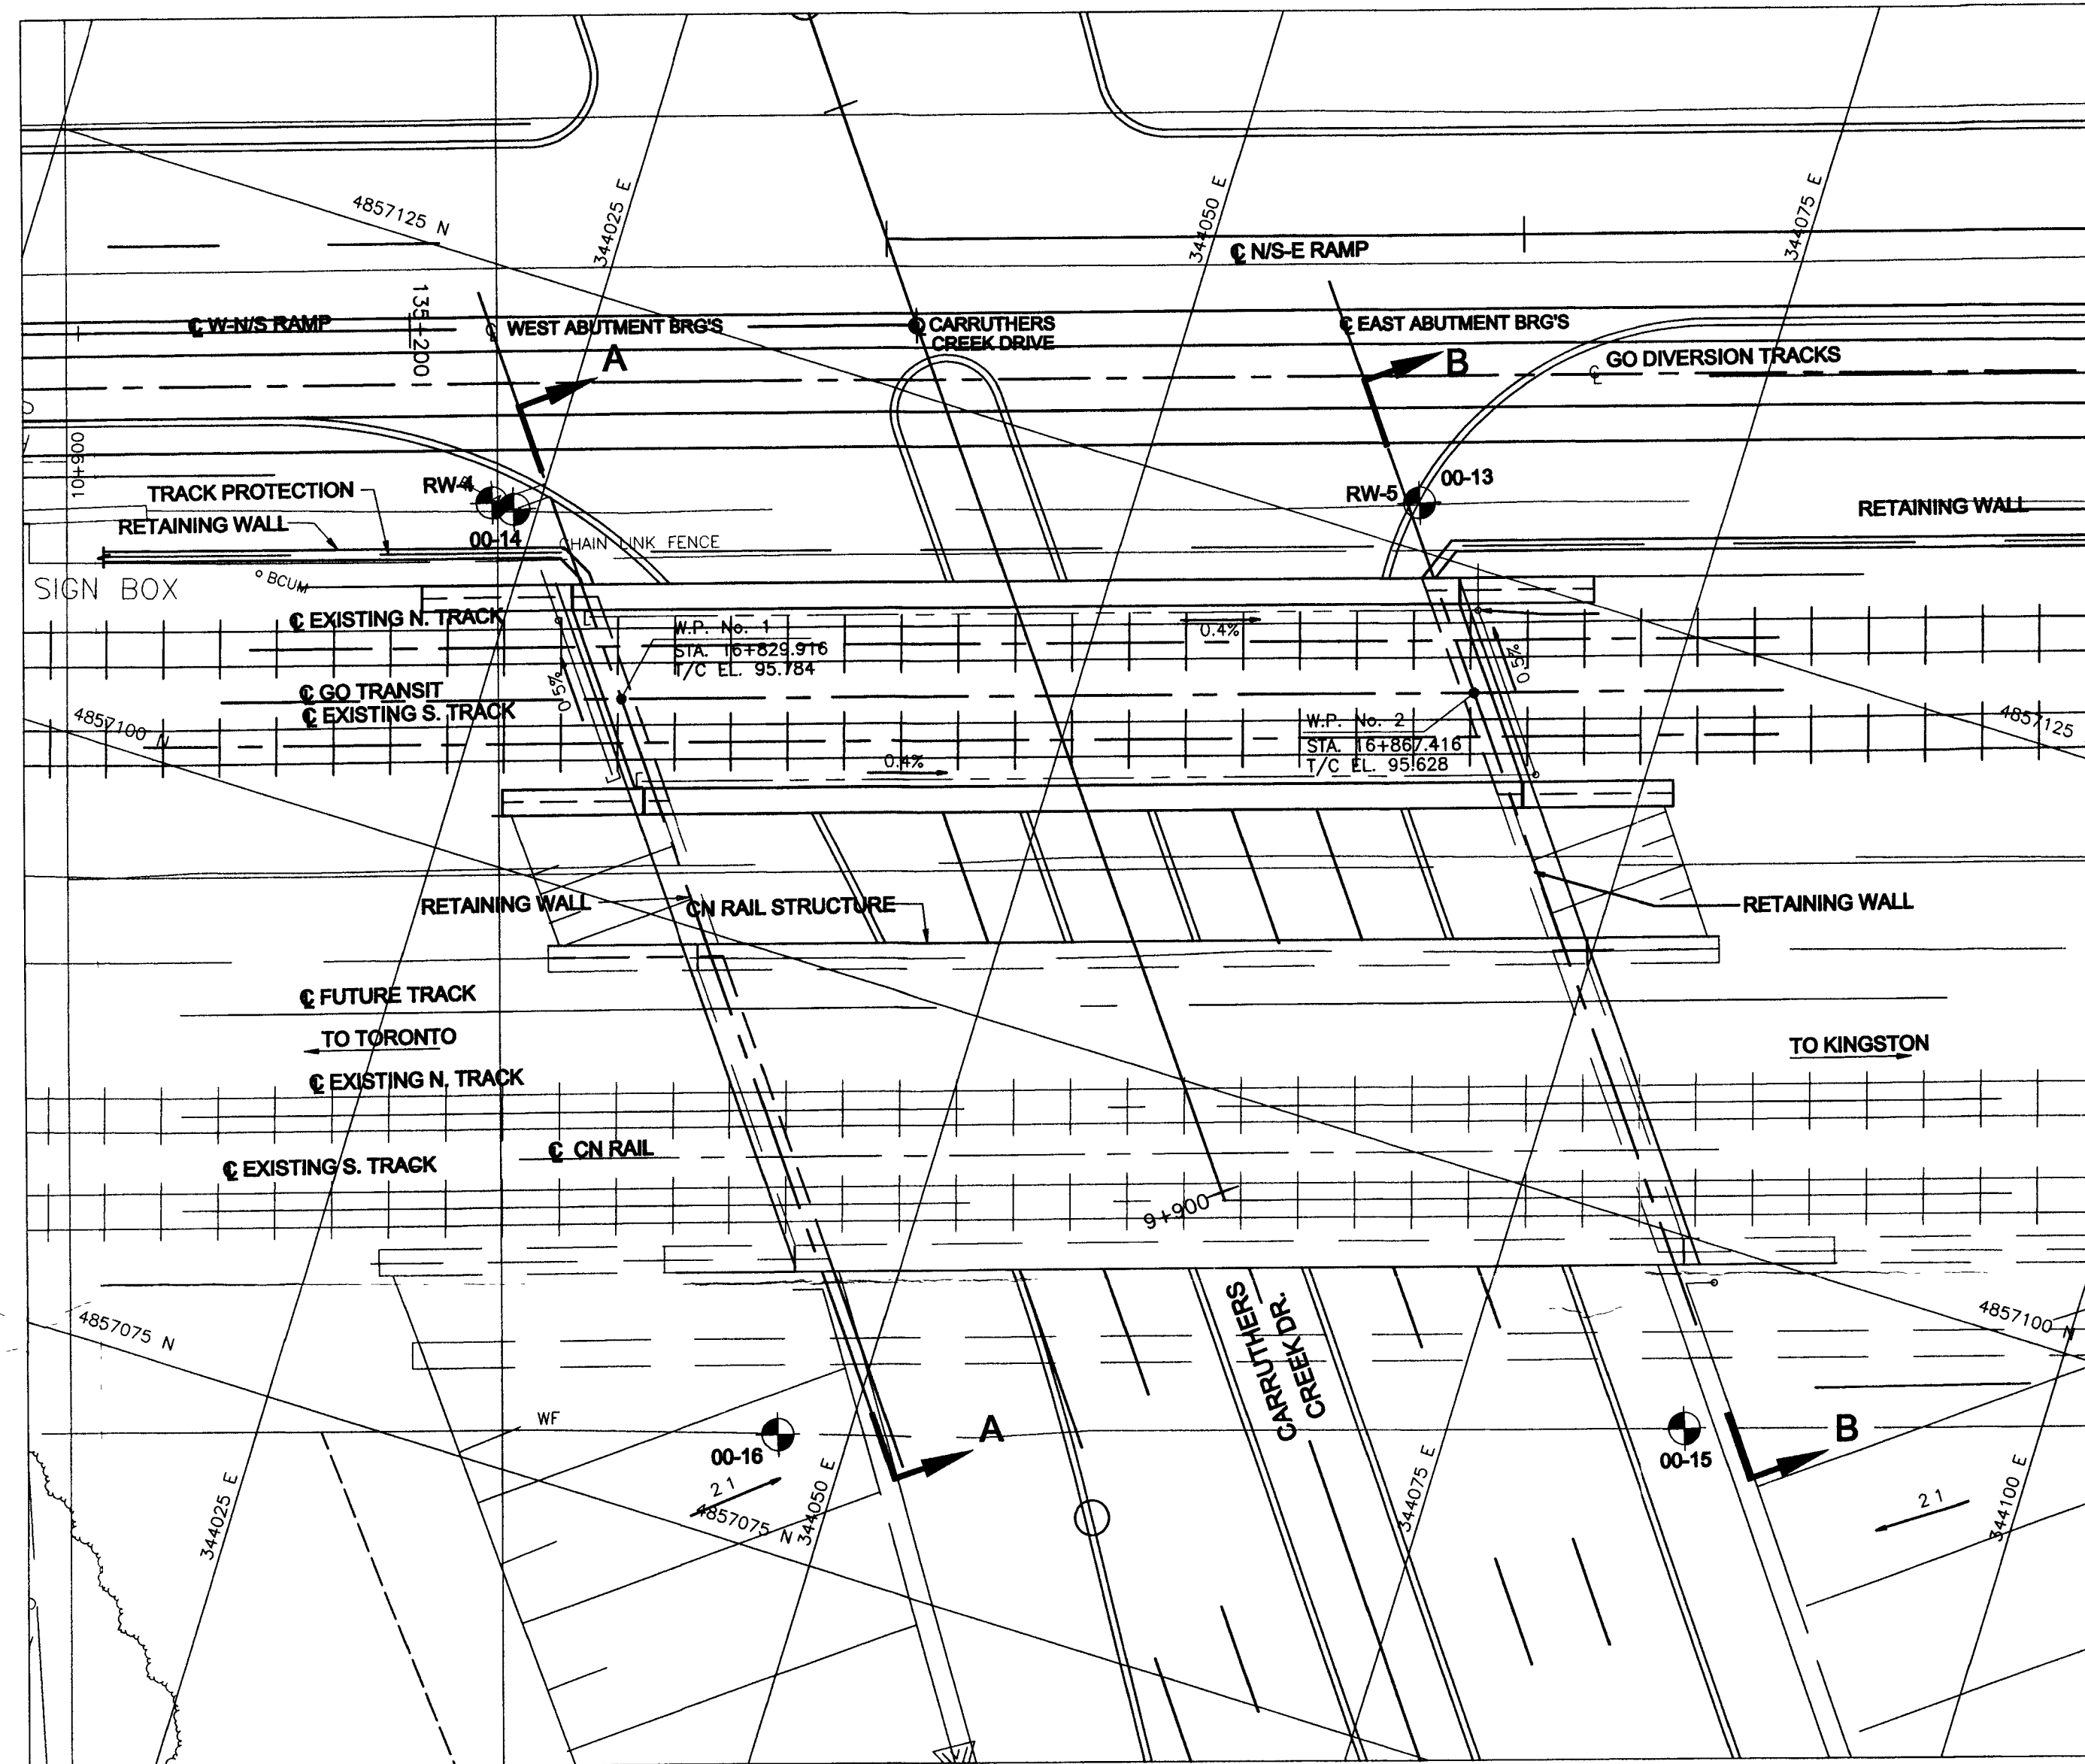 4857125 N
344025 E
344050 E
344075 E
℄ N/S-E RAMP
℄ W-N/S RAMP
135+200
℄ WEST ABUTMENT BRG'S
CARRUTHERS
CREEK DRIVE
℄ EAST ABUTMENT BRG'S
A
B
℄ GO DIVERSION TRACKS
10+900
TRACK PROTECTION
RW-4
RW-5
00-13
RETAINING WALL
RETAINING WALL
00-14
CHAIN LINK FENCE
SIGN BOX
BCUM
℄ EXISTING N. TRACK
W.P. No. 1
STA. 16+829.916
T/C EL. 95.784
0.4%
0.5%
0.5%
℄ GO TRANSIT
℄ EXISTING S. TRACK
4857100 N
W.P. No. 2
STA. 16+867.416
T/C EL. 95.628
4857125
0.4%
RETAINING WALL
CN RAIL STRUCTURE
RETAINING WALL
℄ FUTURE TRACK
TO TORONTO
TO KINGSTON
℄ EXISTING N. TRACK
℄ CN RAIL
℄ EXISTING S. TRACK
9+900
4857075 N
CARRUTHERS
CREEK DR.
4857100 N
WF
A
B
00-16
00-15
2 1
4857075 N
344025 E
344050 E
344075 E
2 1
344100 E